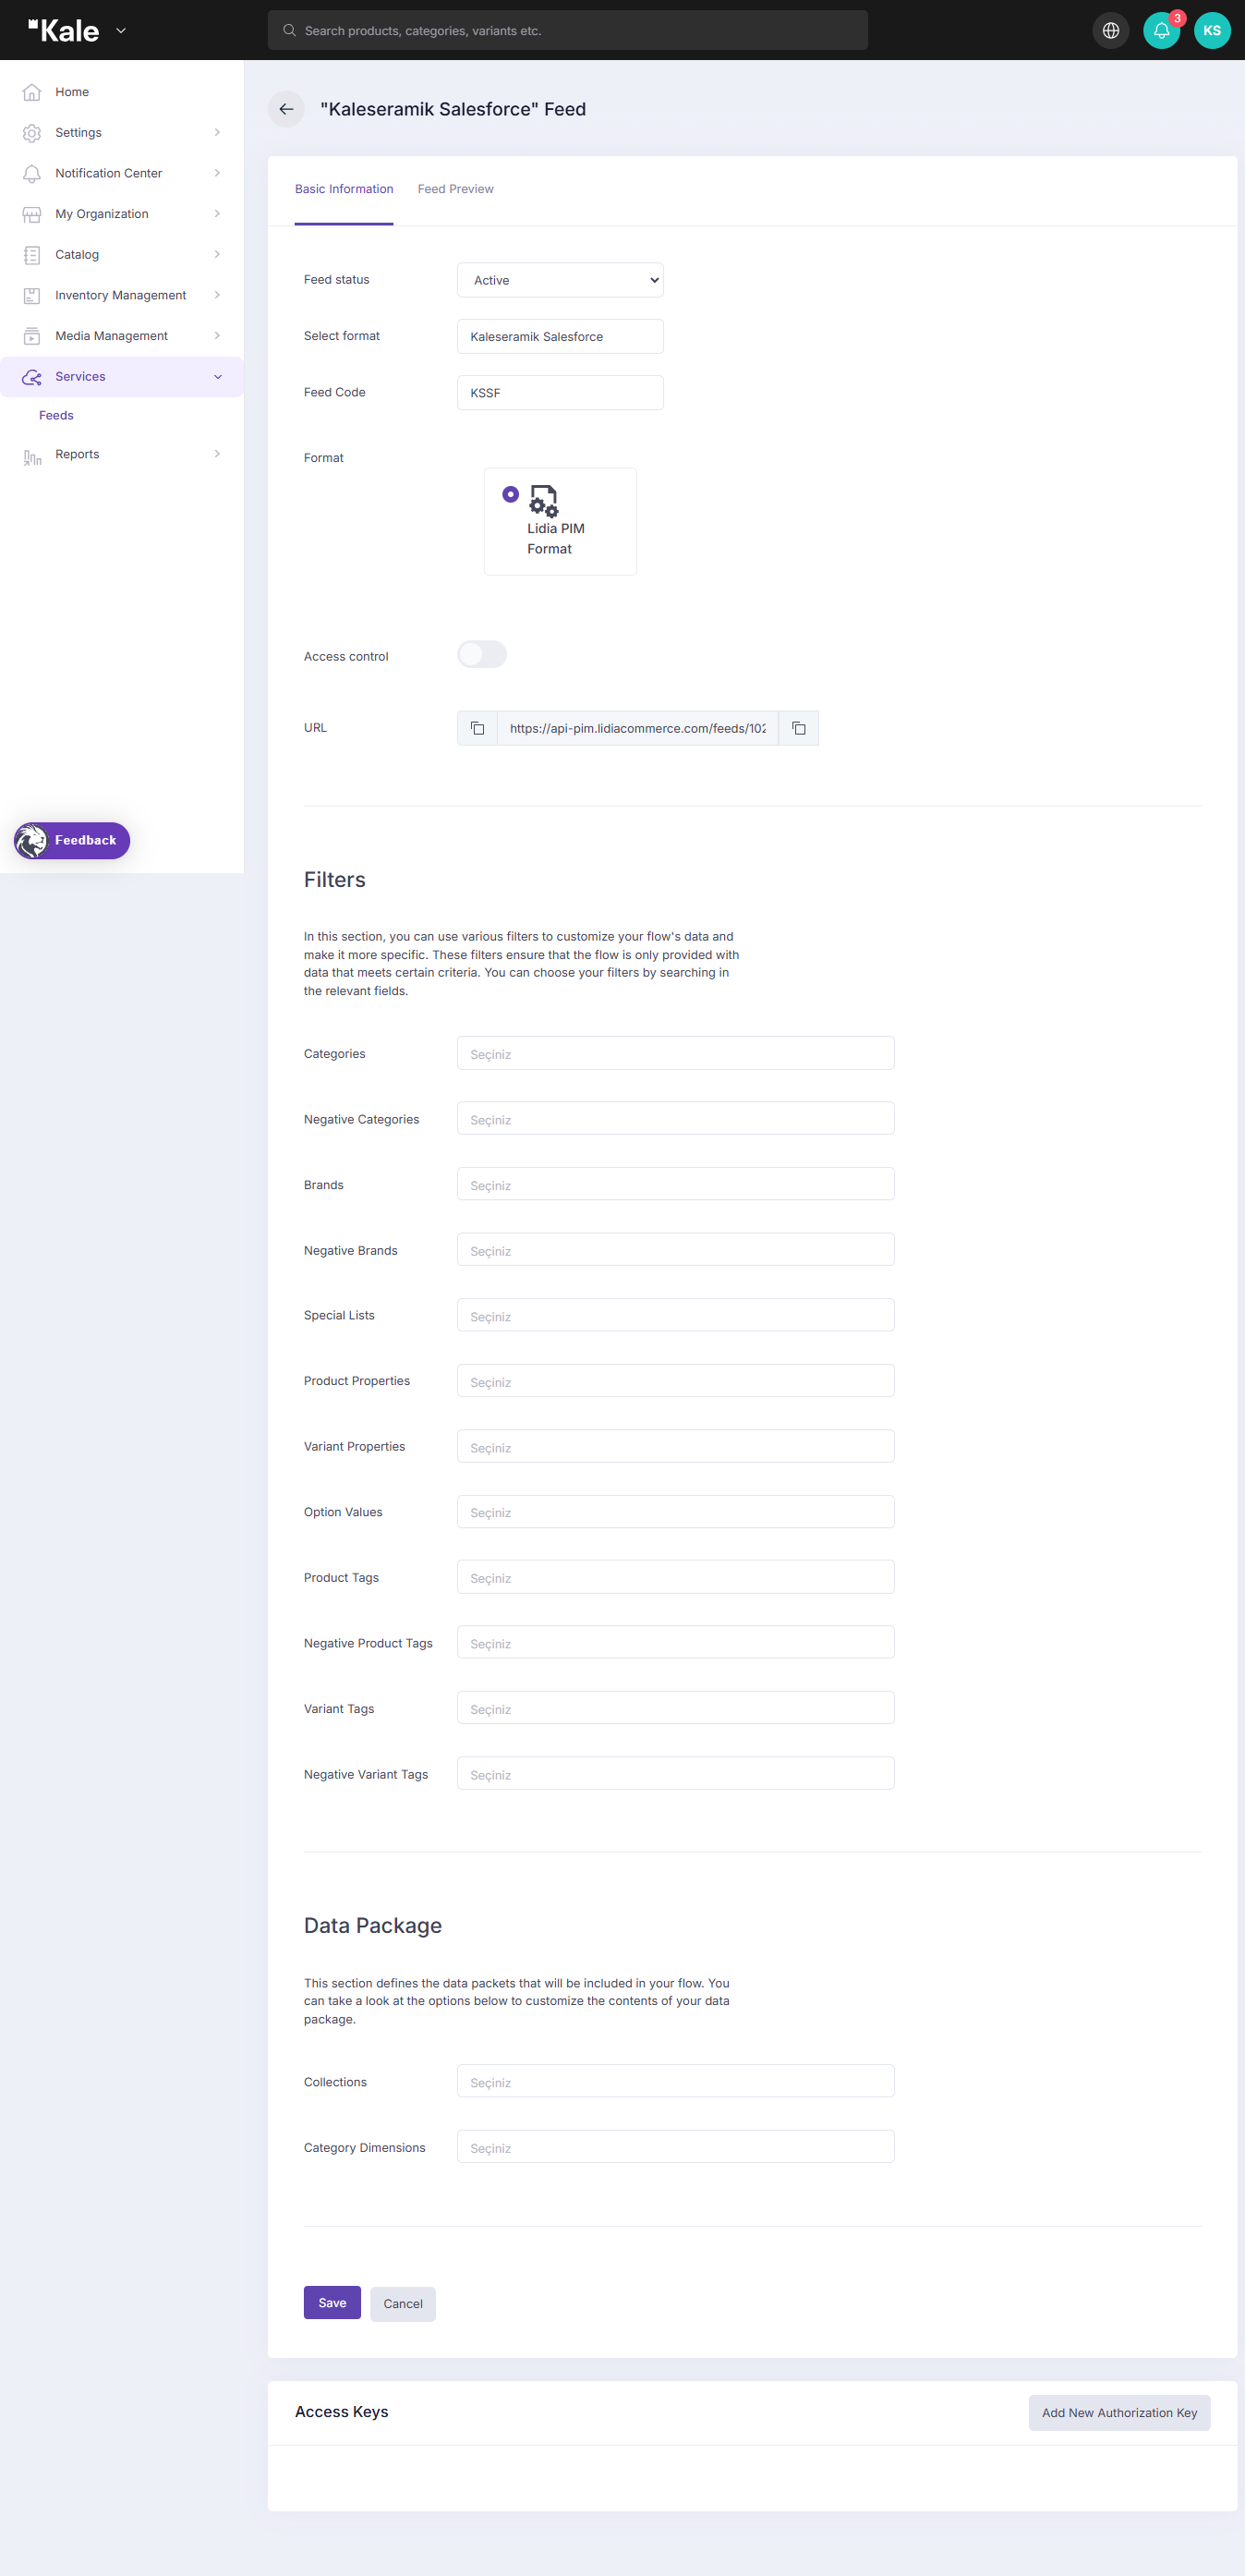 Kale
Search products, categories, variants etc.
3
KS
Home
Settings
Notification Center
My Organization
Catalog
Inventory Management
Media Management
Services
Feeds
Reports
Feedback
"Kaleseramik Salesforce" Feed
Basic Information
Feed Preview
Feed status
Active
Select format
Kaleseramik Salesforce
Feed Code
KSSF
Format
Lidia PIM
Format
Access control
URL
https://api-pim.lidiacommerce.com/feeds/102
Filters
In this section, you can use various filters to customize your flow's data and
make it more specific. These filters ensure that the flow is only provided with
data that meets certain criteria. You can choose your filters by searching in
the relevant fields.
Categories
Seçiniz
Negative Categories
Seçiniz
Brands
Seçiniz
Negative Brands
Seçiniz
Special Lists
Seçiniz
Product Properties
Seçiniz
Variant Properties
Seçiniz
Option Values
Seçiniz
Product Tags
Seçiniz
Negative Product Tags
Seçiniz
Variant Tags
Seçiniz
Negative Variant Tags
Seçiniz
Data Package
This section defines the data packets that will be included in your flow. You
can take a look at the options below to customize the contents of your data
package.
Collections
Seçiniz
Category Dimensions
Seçiniz
Save
Cancel
Access Keys
Add New Authorization Key